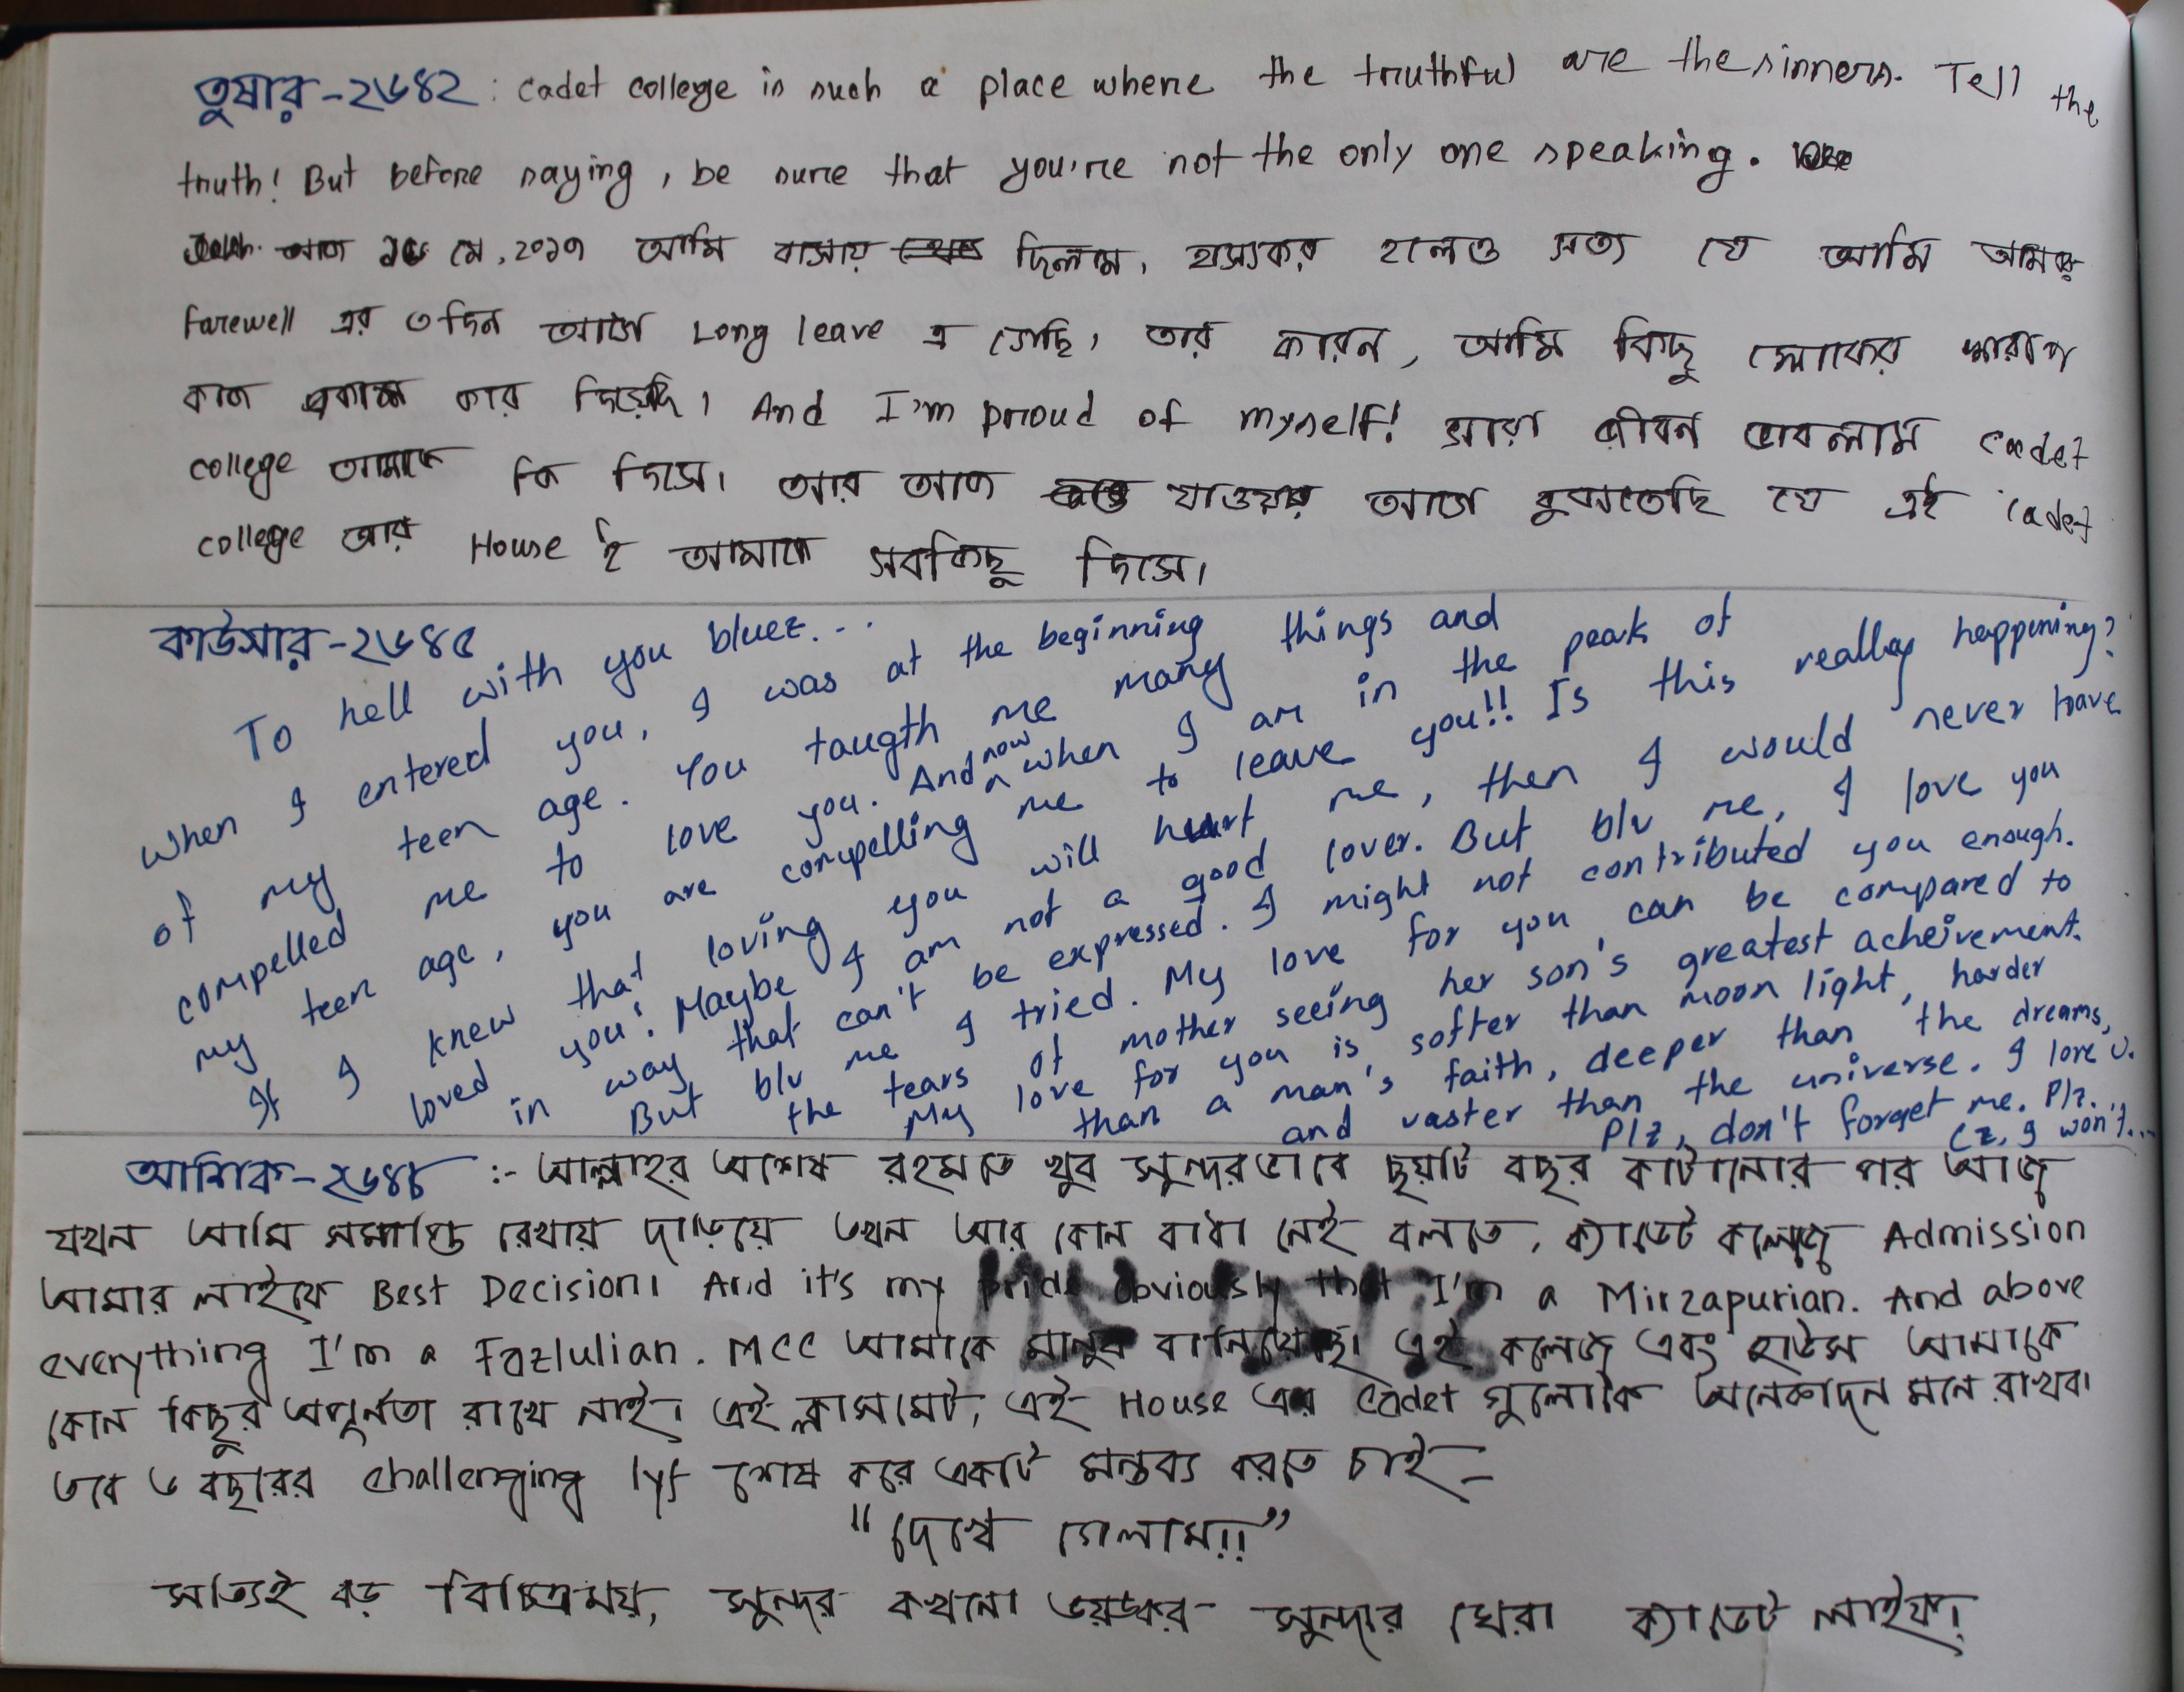 তুষার-২৬৪২: cadet college is such a place where the truthful are the sinners. Tell the
truth! But before saying, be sure that you're not the only one speaking.
মে, ২০১৭ আমি বাসায় ছিলাম, হাস্যকর হলেও সত্য যে আমি আমার
farewell এর ৩ দিন আগে Long leave এ গেছি, তার কারন, আমি কিছু লোকের খারাপ
কাজ প্রকাশ করে দিয়েছি। And I'm proud of myself! সারা জীবন ভাবলাম cadet
college আমাকে কি দিসে। আর আজ যাওয়ার আগে বুঝতেছি যে এই cadet
college আর House ই আমাকে সবকিছু দিসে।
কাউসার-২৬৪৫
To hell with you bluez...
When I entered you, I was at the beginning
of my teen age. You taugth me many things and
compelled me to love you. And now when I am in the peak of
my teen age, you are compelling me to leave you!! Is this really happening?
If I knew that loving you will hurt me, then I would never have
loved you! Maybe I am not a good lover. But blv me, I love you
in way that can't be expressed. I might not contributed you enough.
But blv me I tried. My love for you can be compared to
the tears of mother seeing her son's greatest acheivement.
My love for you is softer than moon light, harder
than a man's faith, deeper than the dreams,
and vaster than the universe. I love U.
Plz, don't forget me. Plz..
Cz, I won't...
আশিক-২৬৪৮ :- আল্লাহর অশেষ রহমতে খুব সুন্দরভাবে ছয়টি বছর কাটানোর পর আজ
যখন আমি সমাপ্তি রেখায় দাড়িয়ে তখন আর কোন বাধা নেই বলতে, ক্যাডেট কলেজে Admission
আমার লাইফে Best Decision। And it's my pride obviously that I'm a Mirzapurian. And above
everything I'm a Fazlulian. MCC আমাকে মানুষ বানিয়েছে। এই কলেজ এবং হাউস আমাকে
কোন কিছুর অপূর্নতা রাখে নাই। এই ক্লাসমেট, এই House এর Cadet গুলোকে অনেকদিন মনে রাখব।
তবে ৬ বছরের challenging lyf শেষ করে একটি মন্তব্য করতে চাই-
"দেখে গেলাম!!"
সত্যিই বড় বিচিত্রময়, সুন্দর কখনো ভয়ঙ্কর সুন্দরে ঘেরা ক্যাডেট লাইফ!